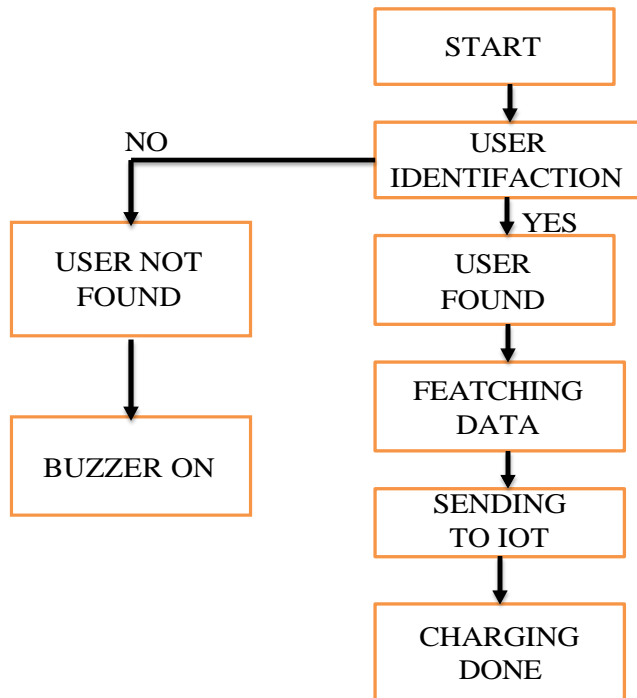 START
USER
IDENTIFACTION
NO
YES
USER NOT
FOUND
USER
FOUND
FEATCHING
DATA
BUZZER ON
SENDING
TO IOT
CHARGING
DONE